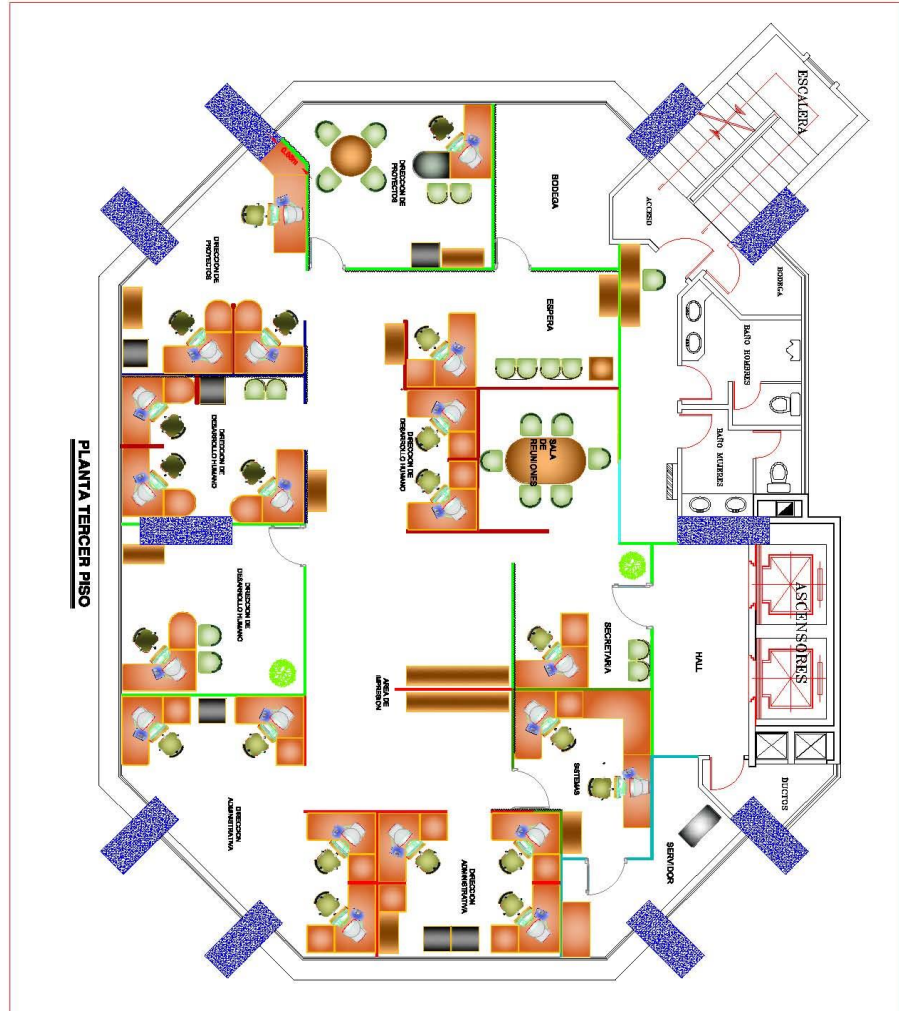 ESCALERA
ACCESO
BODEGA
BAÑO HOMBRES
BAÑO MUJERES
ASCENSORES
HALL
DUCTOS
SERVIDOR
BODEGA
ESPERA
SALA
DE
REUNIONES
SECRETARIA
SISTEMAS
DIRECCION DE
PROYECTOS
DIRECCION DE
DESARROLLO HUMANO
AREA DE
IMPRESION
DIRECCION
ADMINISTRATIVA
DIRECCION DE
PROYECTOS
DIRECCION DE
DESARROLLO HUMANO
DIRECCION DE
DESARROLLO HUMANO
DIRECCION
ADMINISTRATIVA
PLANTA TERCER PISO